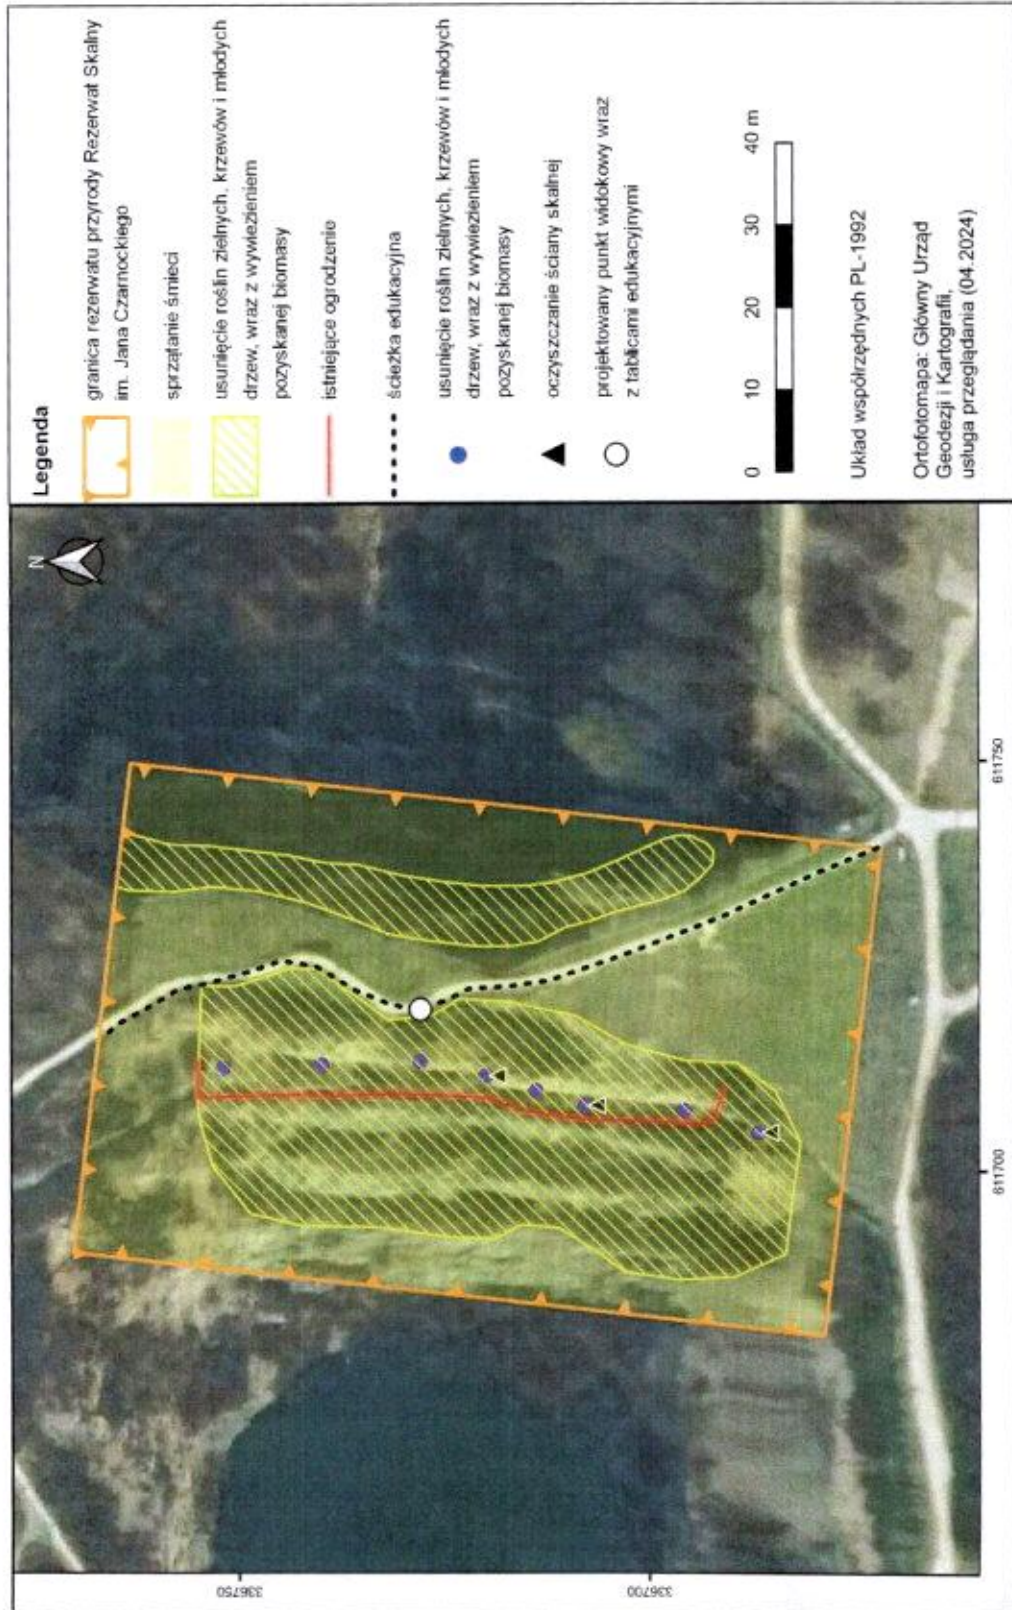 Legenda
granica rezerwatu przyrody Rezerwat Skalny
im. Jana Czarnockiego
sprzątanie śmieci
usunięcie roślin zielnych, krzewów i młodych
drzew, wraz z wywiezieniem
pozyskanej biomasy
istniejące ogrodzenie
ścieżka edukacyjna
usunięcie roślin zielnych, krzewów i młodych
drzew, wraz z wywiezieniem
pozyskanej biomasy
oczyszczanie ściany skalnej
projektowany punkt widokowy wraz
z tablicami edukacyjnymi
0 10 20 30 40 m
Układ współrzędnych PL-1992
Ortofotomapa: Główny Urząd
Geodezji i Kartografii,
usługa przeglądania (04.2024)
N
336750
336700
611700
611750